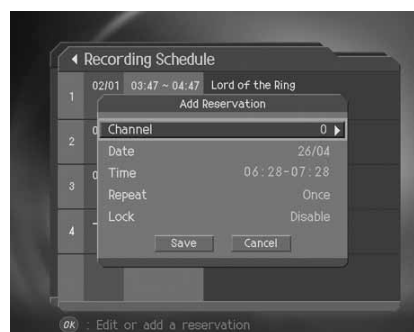 Recording Schedule
1 02/01 03:47 ~ 04:47 Lord of the Ring
Add Reservation
2 0
Channel 0
Date 26/04
3 0
Time 06:28-07:28
Repeat Once
4 -
Lock Disable
Save Cancel
OK : Edit or add a reservation